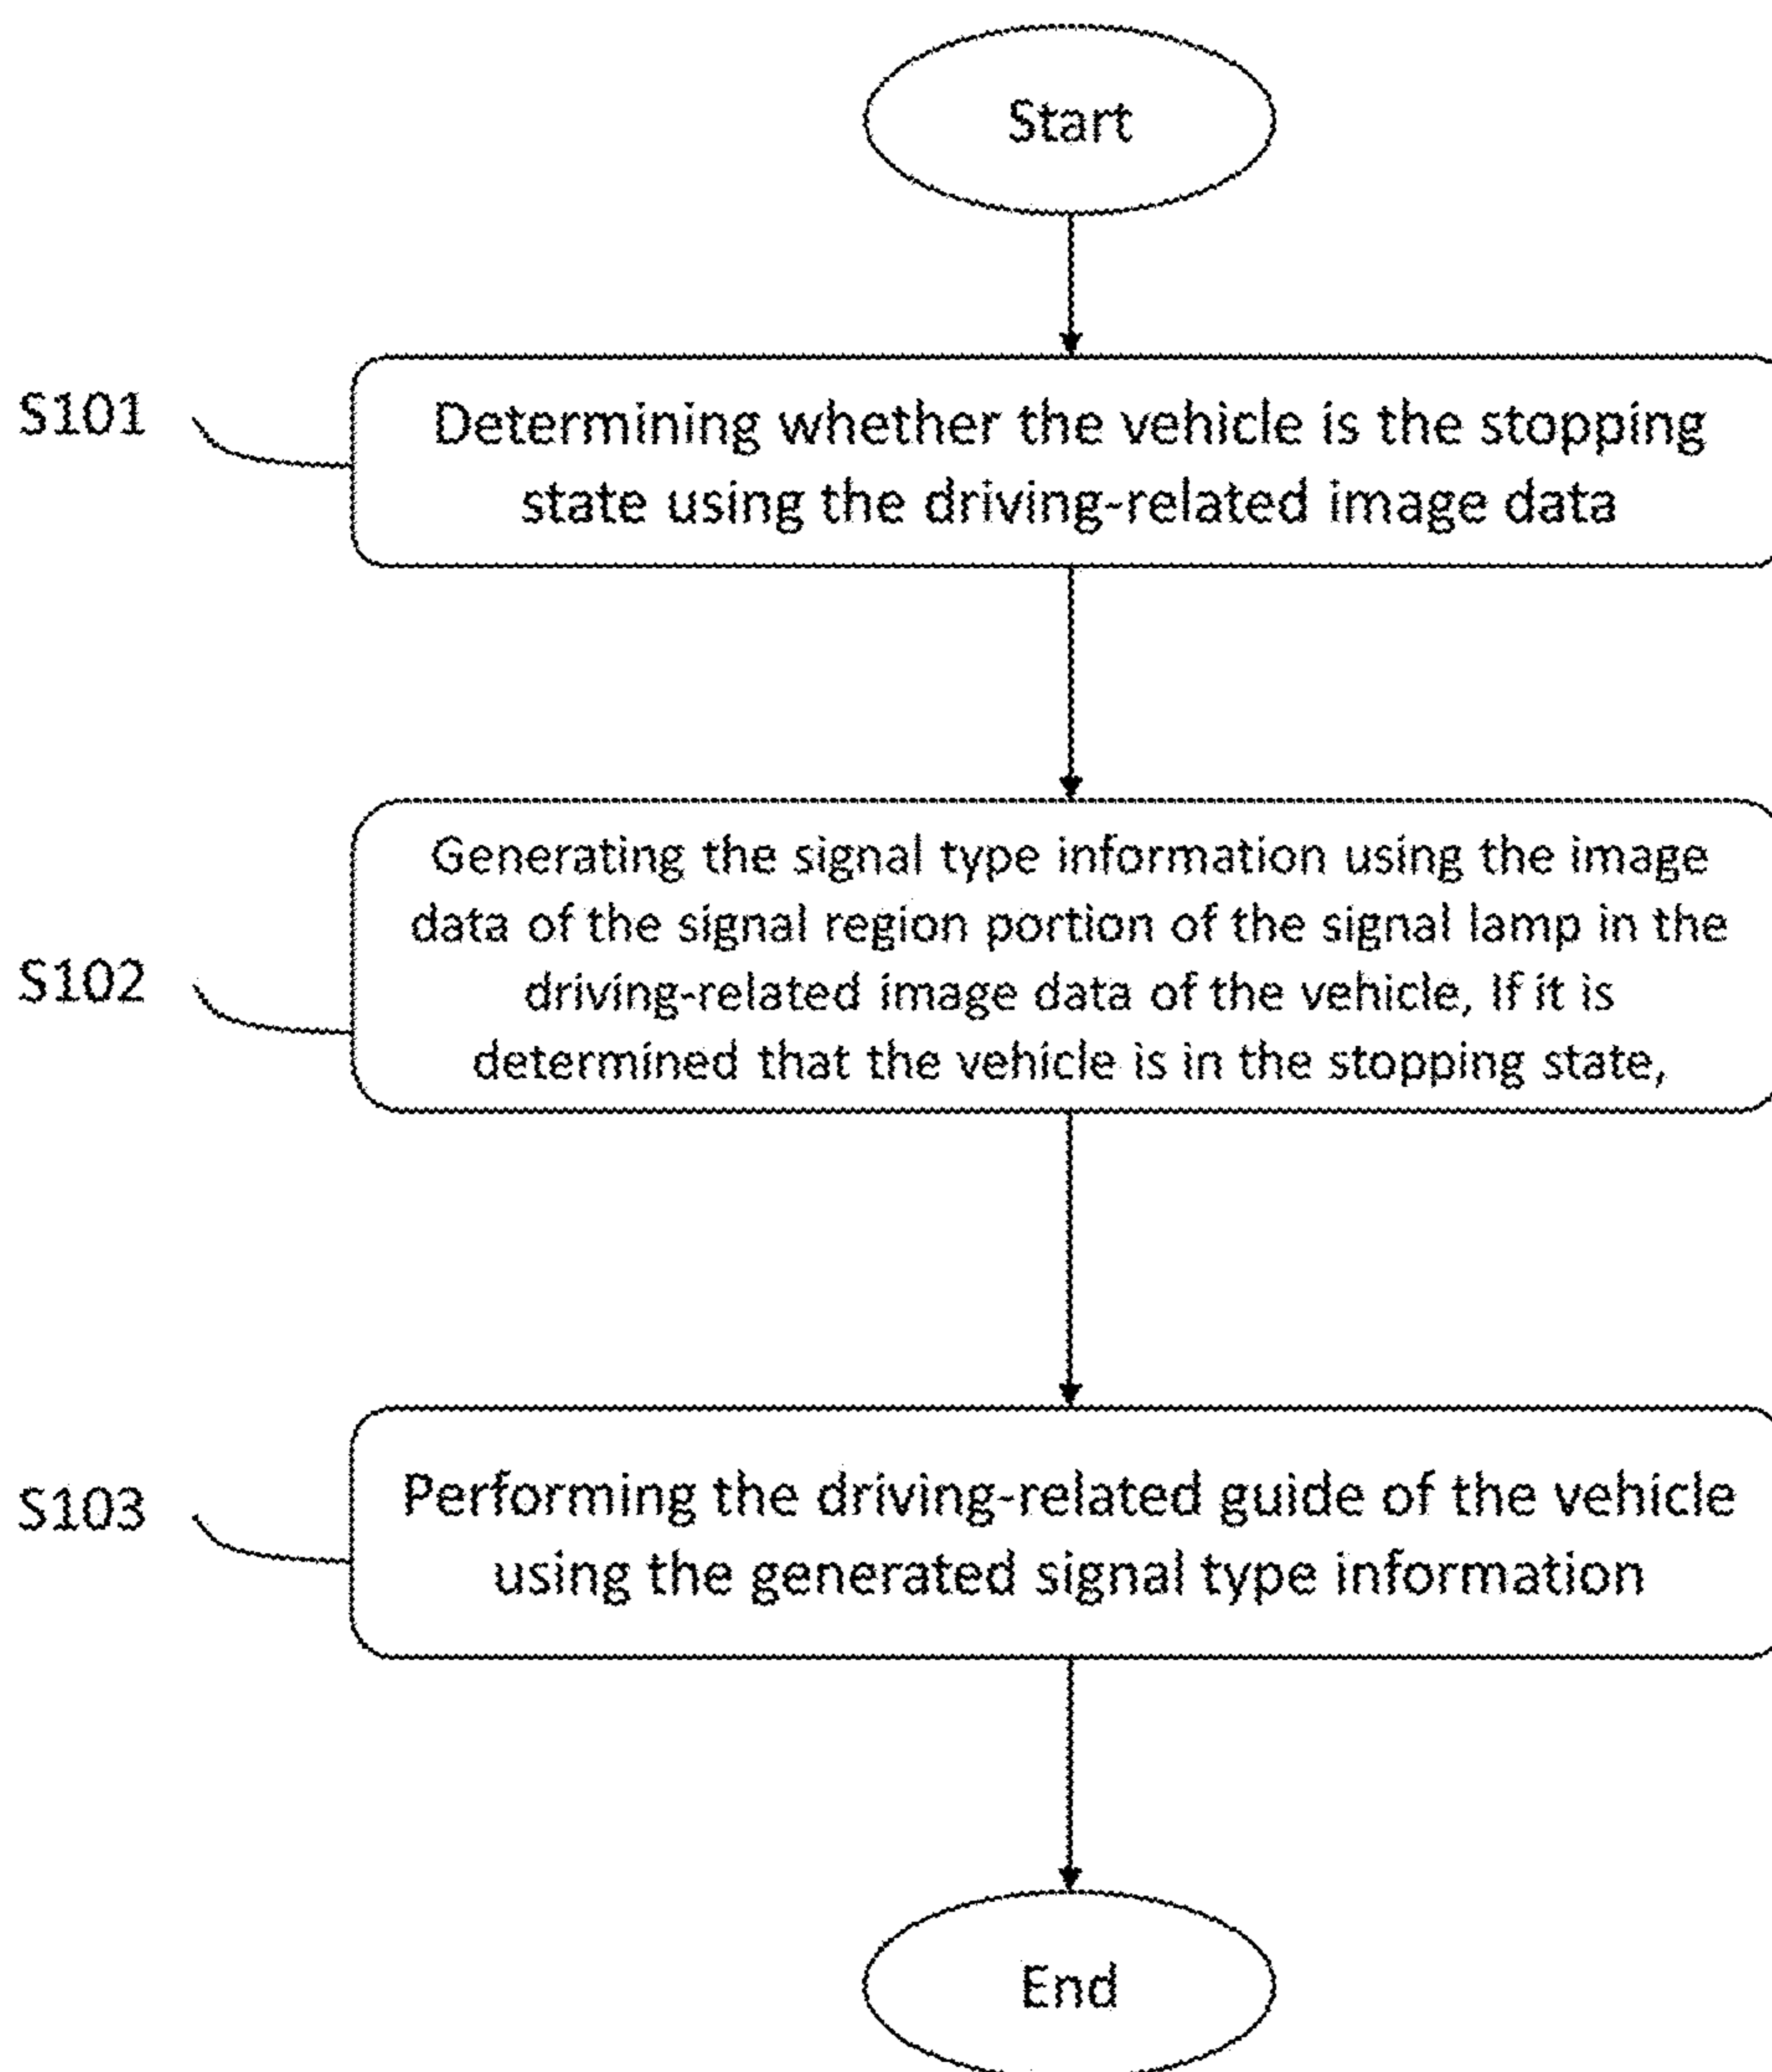 Start
S101
Determining whether the vehicle is the stopping
state using the driving-related image data
S102
Generating the signal type information using the image
data of the signal region portion of the signal lamp in the
driving-related image data of the vehicle, If it is
determined that the vehicle is in the stopping state,
S103
Performing the driving-related guide of the vehicle
using the generated signal type information
End